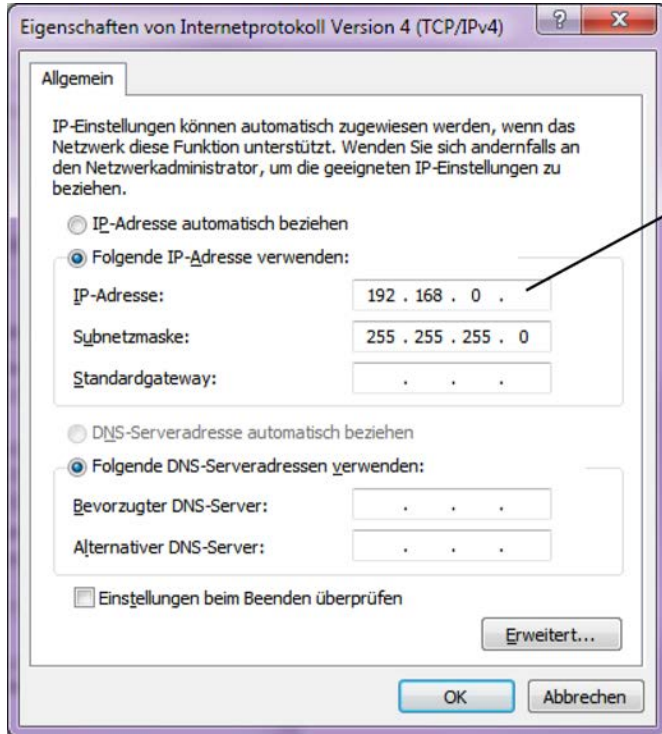 Eigenschaften von Internetprotokoll Version 4 (TCP/IPv4)
Allgemein
IP-Einstellungen können automatisch zugewiesen werden, wenn das
Netzwerk diese Funktion unterstützt. Wenden Sie sich andernfalls an
den Netzwerkadministrator, um die geeigneten IP-Einstellungen zu
beziehen.
IP-Adresse automatisch beziehen
Folgende IP-Adresse verwenden:
IP-Adresse: 192 . 168 . 0 .
Subnetzmaske: 255 . 255 . 255 . 0
Standardgateway: . . .
DNS-Serveradresse automatisch beziehen
Folgende DNS-Serveradressen verwenden:
Bevorzugter DNS-Server: . . .
Alternativer DNS-Server: . . .
Einstellungen beim Beenden überprüfen
Erweitert...
OK Abbrechen